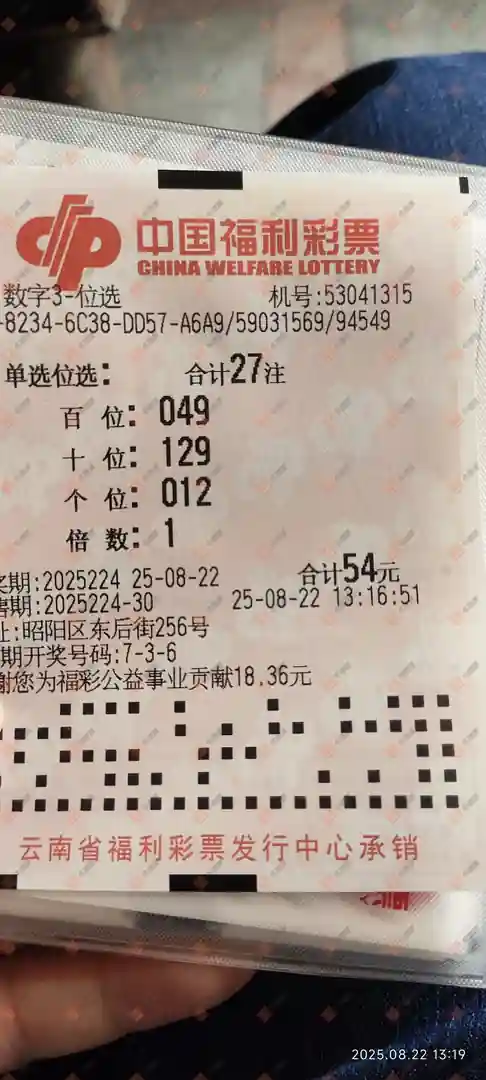 中国福利彩票
CHINA WELFARE LOTTERY
数字3-位选 机号:53041315
-8234-6C38-DD57-A6A9/59031569/94549
单选位选: 合计27注
百 位: 049
十 位: 129
个 位: 012
倍 数: 1
奖期:2025224 25-08-22 合计54元
售期:2025224-30 25-08-22 13:16:51
址:昭阳区东后街256号
期开奖号码:7-3-6
谢您为福彩公益事业贡献18.36元
云南省福利彩票发行中心承销
2025.08.22 13:19